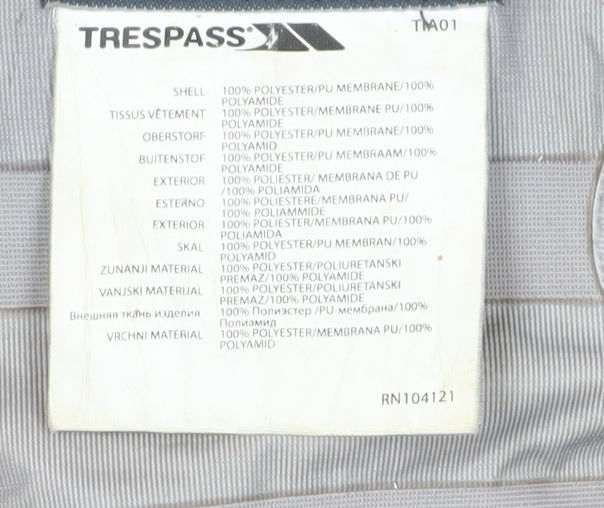 TRESPASS® TIA01
SHELL 100% POLYESTER/PU MEMBRANE/100%
POLYAMIDE
TISSUS VÊTEMENT 100% POLYESTER/MEMBRANE PU/100%
POLYAMIDE
OBERSTORF 100% POLYESTER/PU MEMBRANE/100%
POLYAMID
BUITENSTOF 100% POLYESTER/PU MEMBRAAM/100%
POLYAMIDE
EXTERIOR 100% POLIESTER/ MEMBRANA DE PU
/100% POLIAMIDA
ESTERNO 100% POLIESTERE/MEMBRANA PU/
100% POLIAMMIDE
EXTERIOR 100% POLIESTER/MEMBRANA PU/100%
POLIAMIDA
SKAL 100% POLYESTER/PU MEMBRAN/100%
POLYAMID
ZUNANJI MATERIAL 100% POLYESTER/POLIURETANSKI
PREMAZ/100% POLYAMIDE
VANJSKI MATERIJAL 100% POLYESTER/POLIURETANSKI
PREMAZ/100% POLYAMIDE
Внешняя ткань изделия 100% Полиэстер /PU мембрана/100%
Полиамид
VRCHNI MATERIAL 100% POLYESTER/MEMBRANA PU/100%
POLYAMID
RN104121